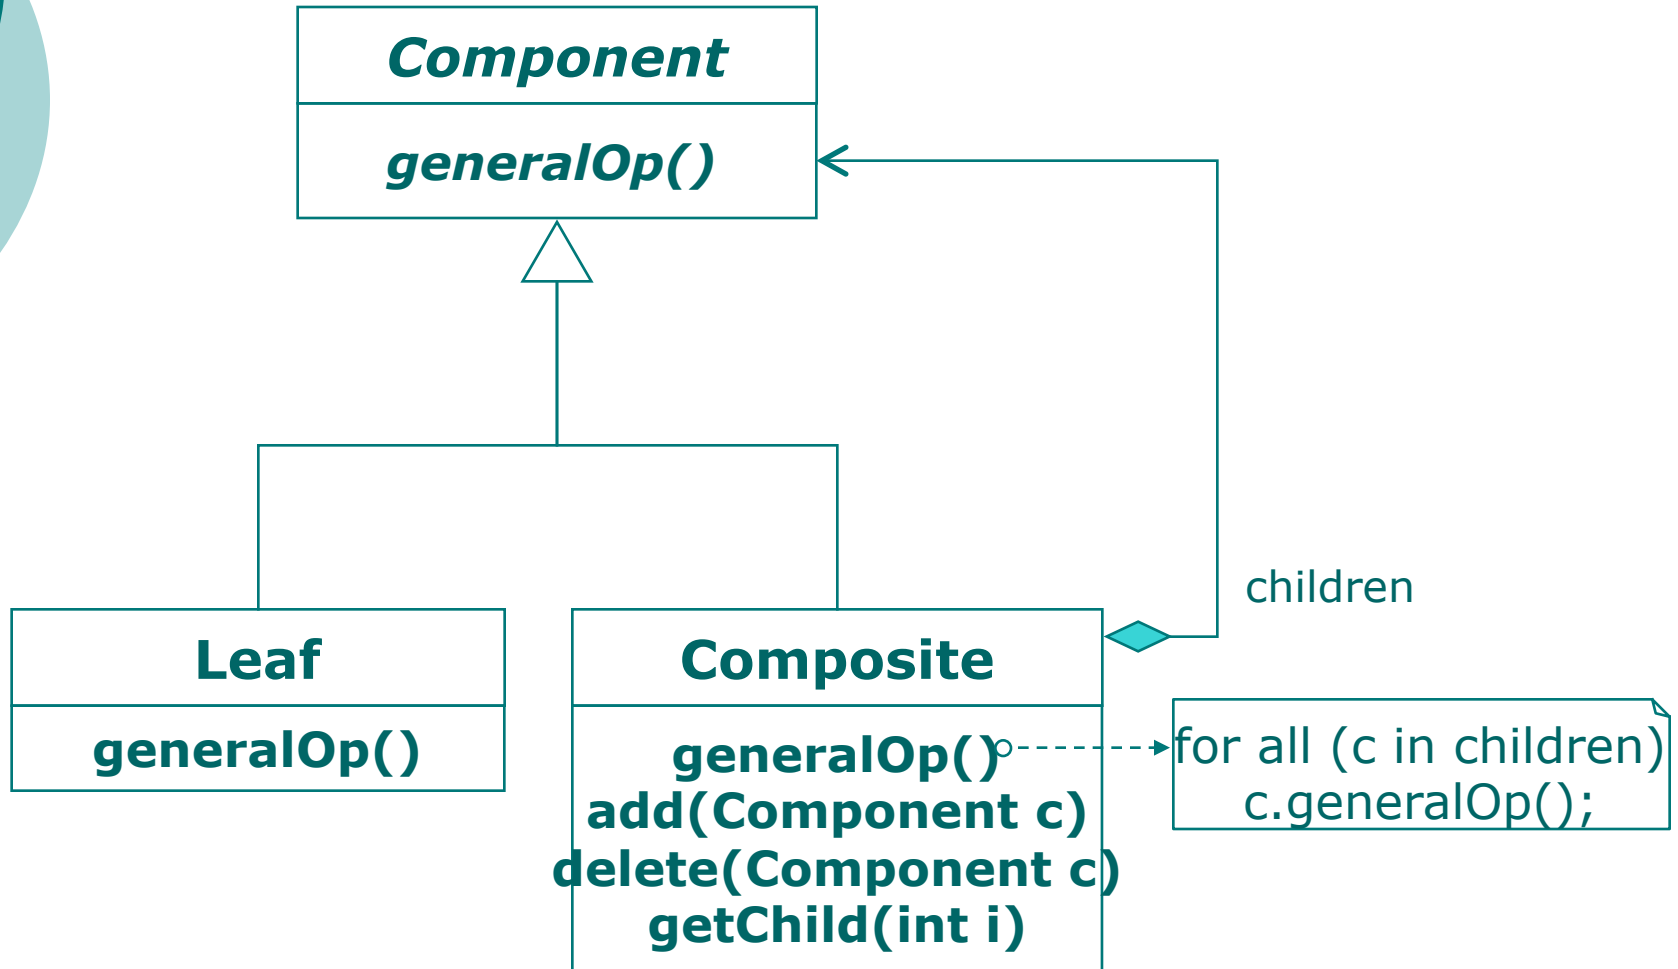 Component
generalOp()
children
Leaf
generalOp()
Composite
generalOp()
add(Component c)
delete(Component c)
getChild(int i)
for all (c in children)
c.generalOp();